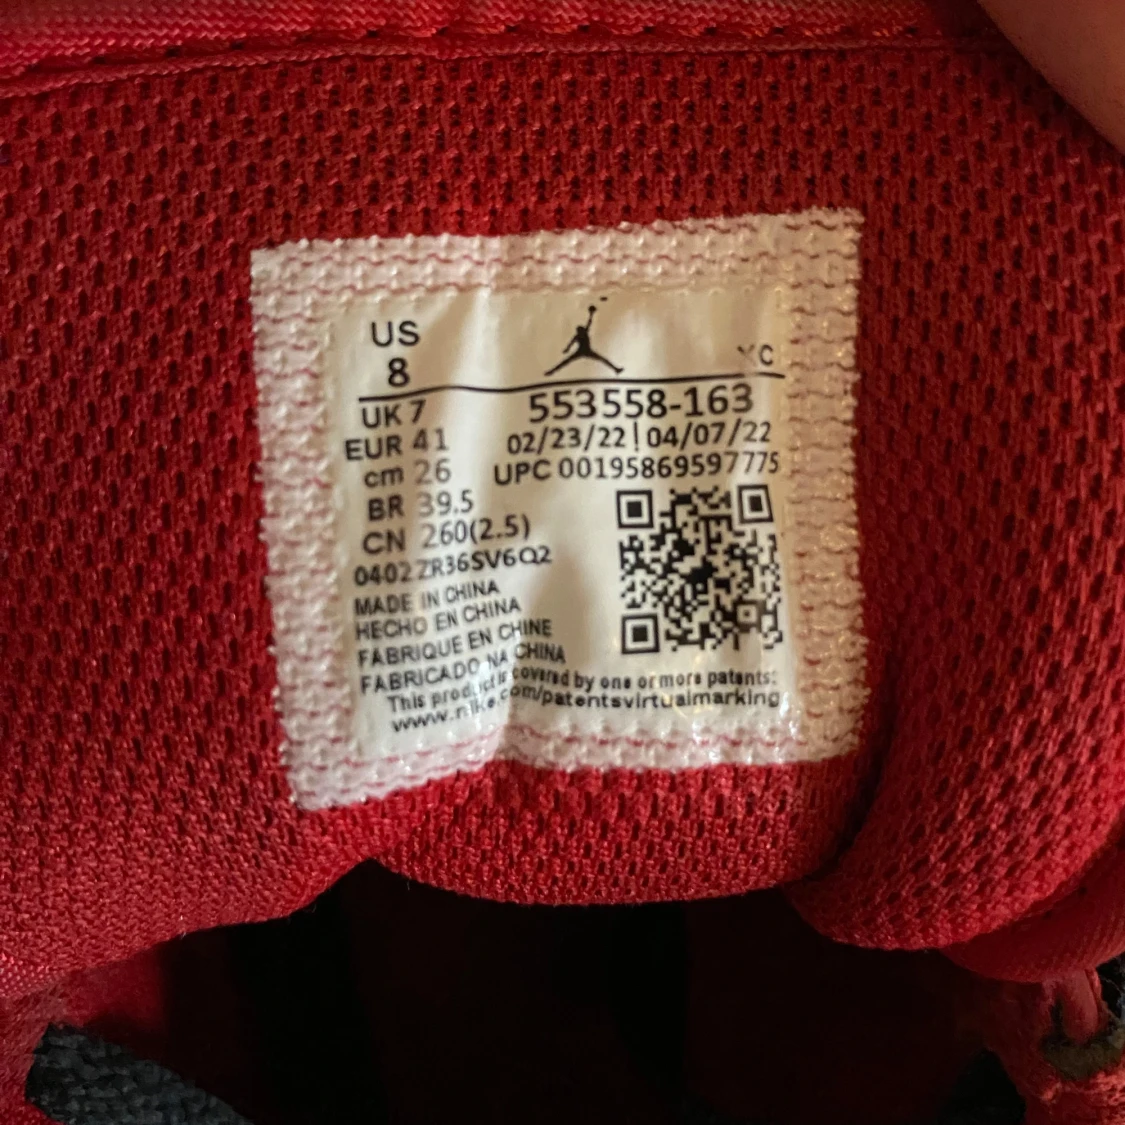 US
8
XC
UK 7
553558-163
EUR 41
02/23/22 | 04/07/22
cm 26
UPC 00195869597775
BR 39.5
CN 260(2.5)
0402ZR36SV6Q2
MADE IN CHINA
HECHO EN CHINA
FABRIQUE EN CHINE
FABRICADO NA CHINA
This product is covered by one or more patents:
www.nike.com/patentsvirtualmarking